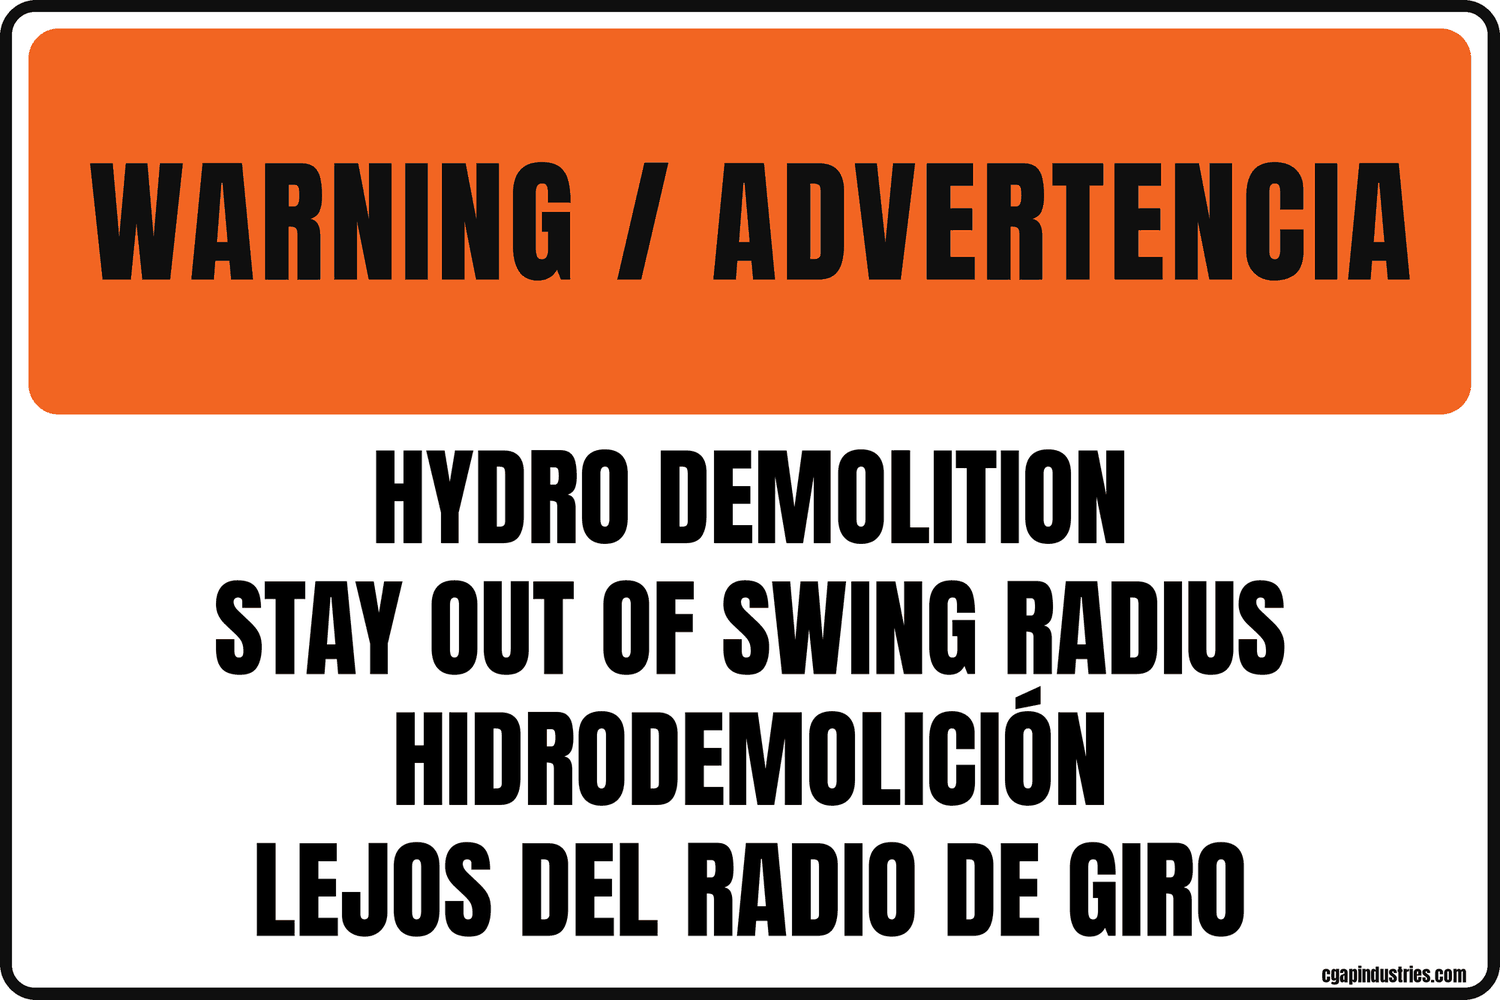 WARNING / ADVERTENCIA
HYDRO DEMOLITION
STAY OUT OF SWING RADIUS
HIDRODEMOLICIÓN
LEJOS DEL RADIO DE GIRO
cgapindustries.com